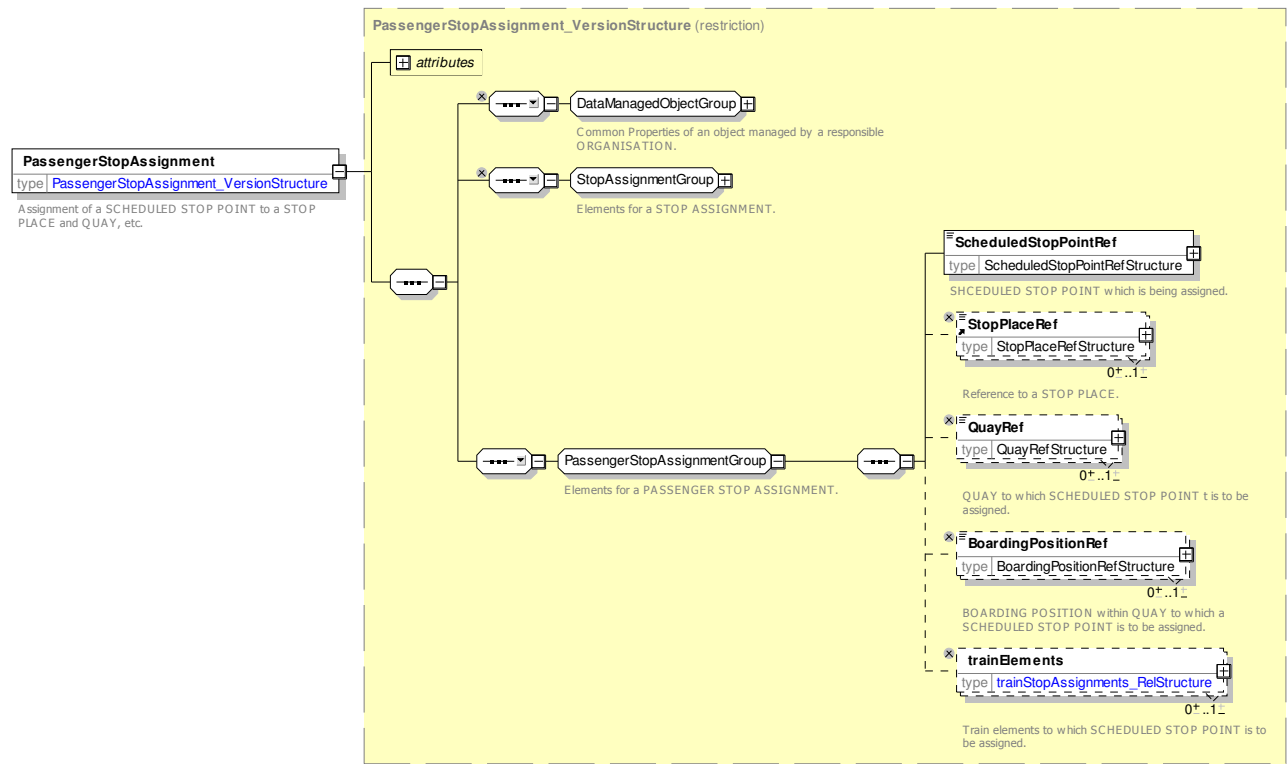 PassengerStopAssignment_VersionStructure (restriction)
attributes
DataManagedObjectGroup
Common Properties of an object managed by a responsible
ORGANISATION.
PassengerStopAssignment
type PassengerStopAssignment_VersionStructure
Assignment of a SCHEDULED STOP POINT to a STOP
PLACE and QUAY, etc.
StopAssignmentGroup
Elements for a STOP ASSIGNMENT.
ScheduledStopPointRef
type ScheduledStopPointRefStructure
SHCEDULED STOP POINT which is being assigned.
StopPlaceRef
type StopPlaceRefStructure
0..1
Reference to a STOP PLACE.
QuayRef
type QuayRefStructure
0..1
QUAY to which SCHEDULED STOP POINT t is to be
assigned.
PassengerStopAssignmentGroup
Elements for a PASSENGER STOP ASSIGNMENT.
BoardingPositionRef
type BoardingPositionRefStructure
0..1
BOARDING POSITION within QUAY to which a
SCHEDULED STOP POINT is to be assigned.
trainElements
type trainStopAssignments_RelStructure
0..1
Train elements to which SCHEDULED STOP POINT is to
be assigned.